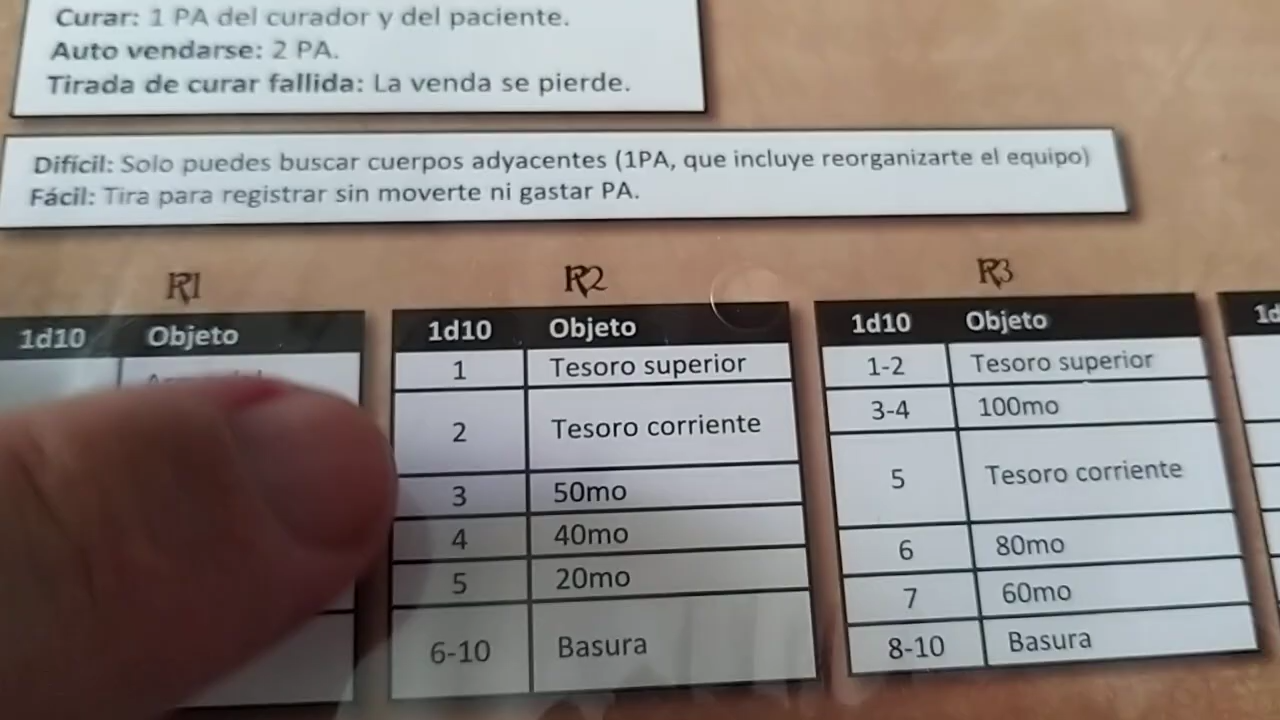 Curar: 1 PA del curador y del paciente.
Auto vendarse: 2 PA.
Tirada de curar fallida: La venda se pierde.
Difícil: Solo puedes buscar cuerpos adyacentes (1PA, que incluye reorganizarte el equipo)
Fácil: Tira para registrar sin moverte ni gastar PA.
R1
1d10 Objeto
R2
1d10 Objeto
1 Tesoro superior
2 Tesoro corriente
3 50mo
4 40mo
5 20mo
6-10 Basura
R3
1d10 Objeto
1-2 Tesoro superior
3-4 100mo
5 Tesoro corriente
6 80mo
7 60mo
8-10 Basura